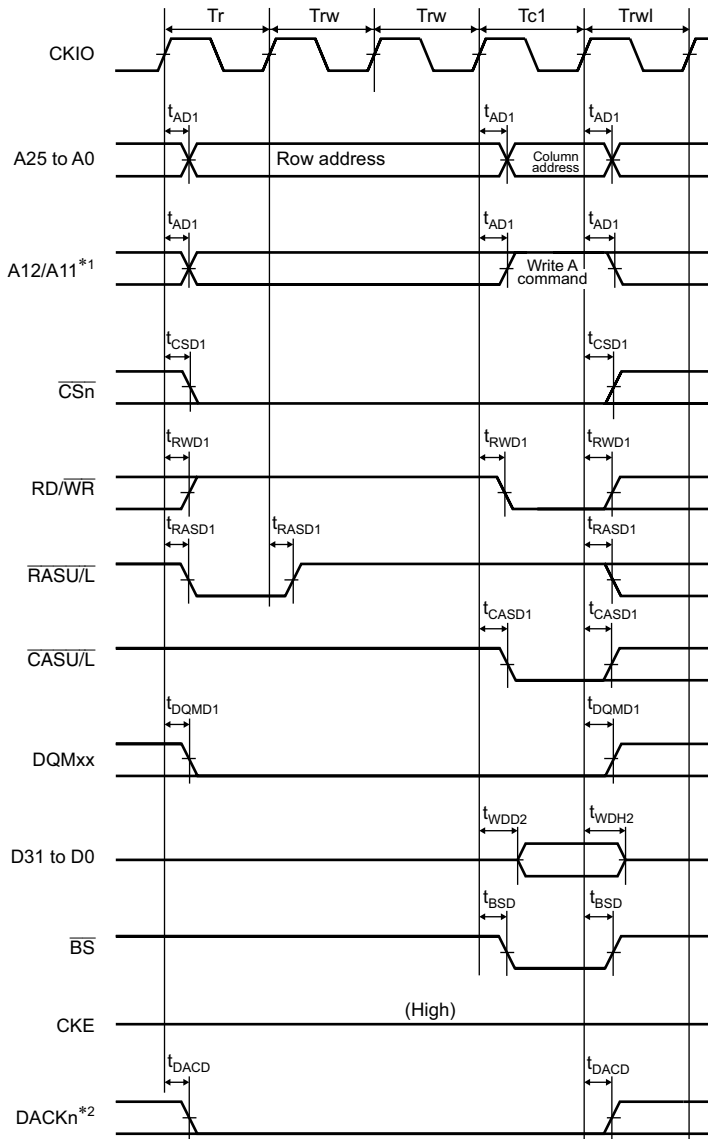 Tr Trw Trw Tc1 Trwl
CKIO
tAD1 tAD1 tAD1
A25 to A0 Row address Column address
tAD1 tAD1 tAD1
A12/A11*1 Write A command
tCSD1 tCSD1
CSn
tRWD1 tRWD1 tRWD1
RD/WR
tRASD1 tRASD1 tRASD1
RASU/L
tCASD1 tCASD1
CASU/L
tDQMD1 tDQMD1
DQMxx
tWDD2 tWDH2
D31 to D0
tBSD tBSD
BS
(High)
CKE
tDACD tDACD
DACKn*2